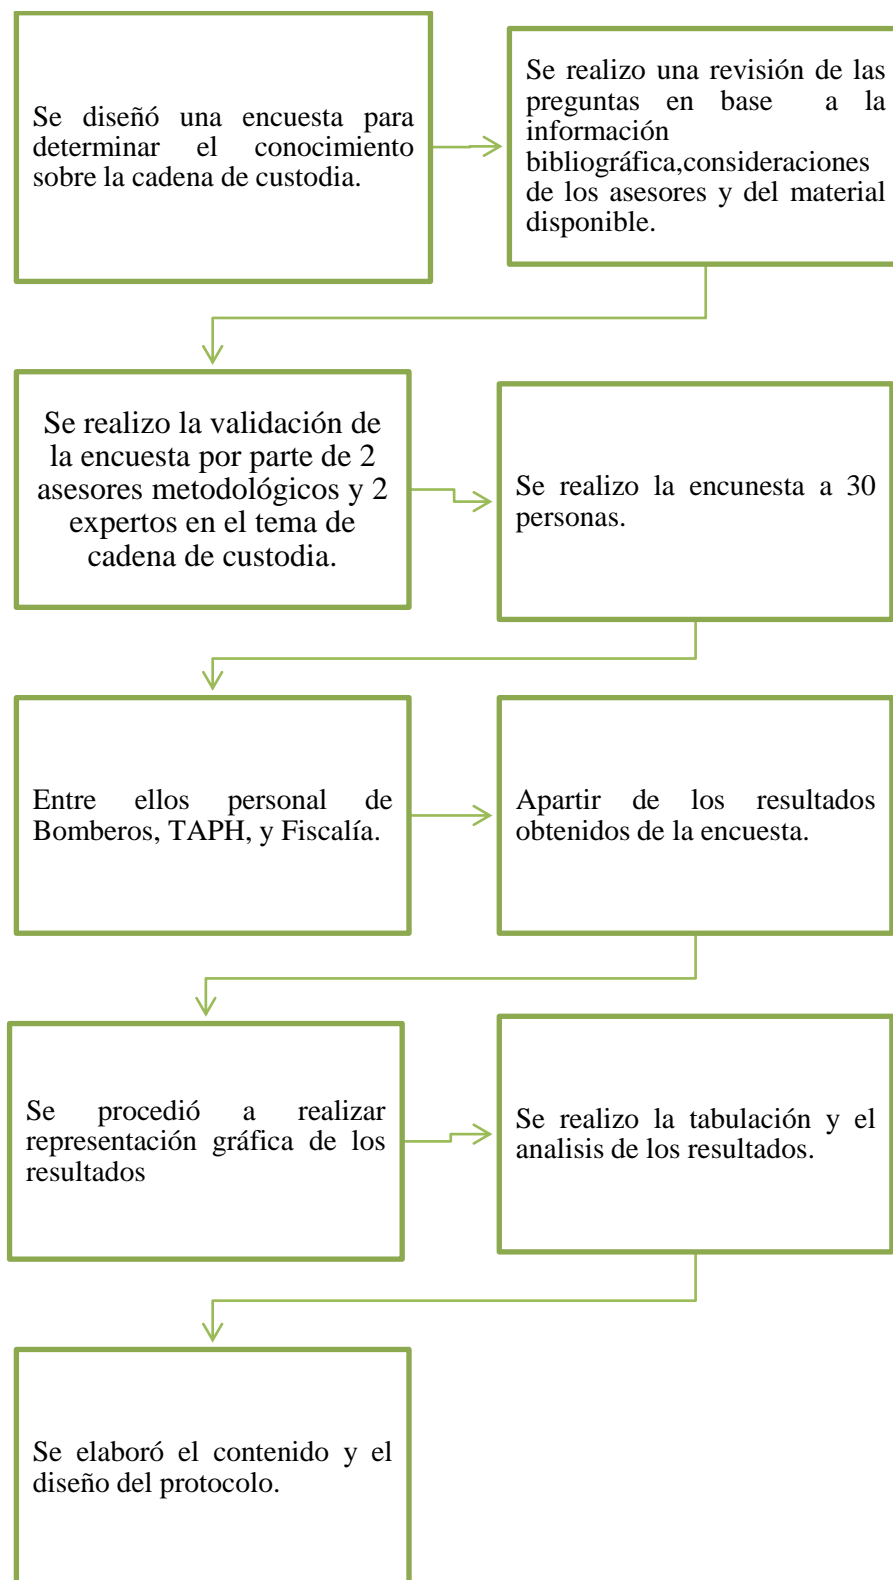 Se diseñó una encuesta para
determinar el conocimiento
sobre la cadena de custodia.
Se realizo una revisión de las
preguntas en base a la
información
bibliográfica,consideraciones
de los asesores y del material
disponible.
Se realizo la validación de
la encuesta por parte de 2
asesores metodológicos y 2
expertos en el tema de
cadena de custodia.
Se realizo la encunesta a 30
personas.
Entre ellos personal de
Bomberos, TAPH, y Fiscalía.
Apartir de los resultados
obtenidos de la encuesta.
Se procedió a realizar
representación gráfica de los
resultados
Se realizo la tabulación y el
analisis de los resultados.
Se elaboró el contenido y el
diseño del protocolo.